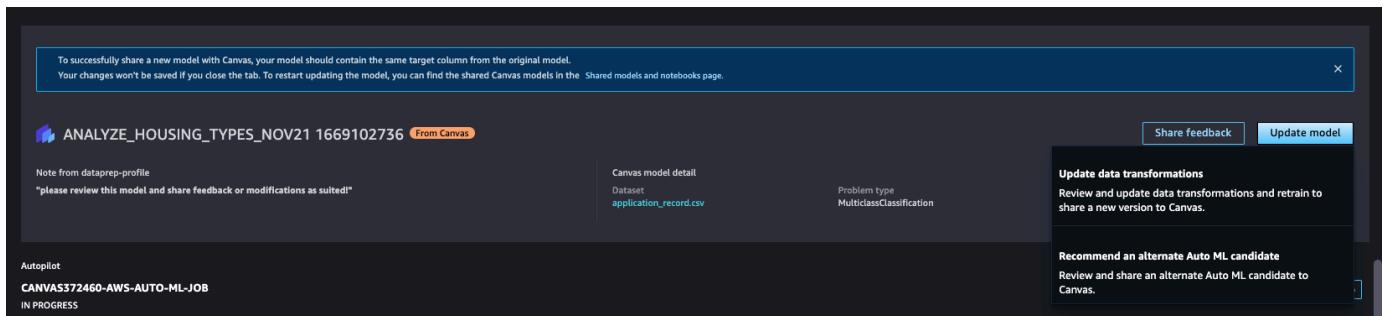 To successfully share a new model with Canvas, your model should contain the same target column from the original model.
Your changes won't be saved if you close the tab. To restart updating the model, you can find the shared Canvas models in the Shared models and notebooks page.
ANALYZE_HOUSING_TYPES_NOV21 1669102736 From Canvas
Share feedback
Update model
Note from dataprep-profile
"please review this model and share feedback or modifications as suited!"
Canvas model detail
Dataset
application_record.csv
Problem type
MulticlassClassification
Update data transformations
Review and update data transformations and retrain to
share a new version to Canvas.
Recommend an alternate Auto ML candidate
Review and share an alternate Auto ML candidate to
Canvas.
Autopilot
CANVAS372460-AWS-AUTO-ML-JOB
IN PROGRESS